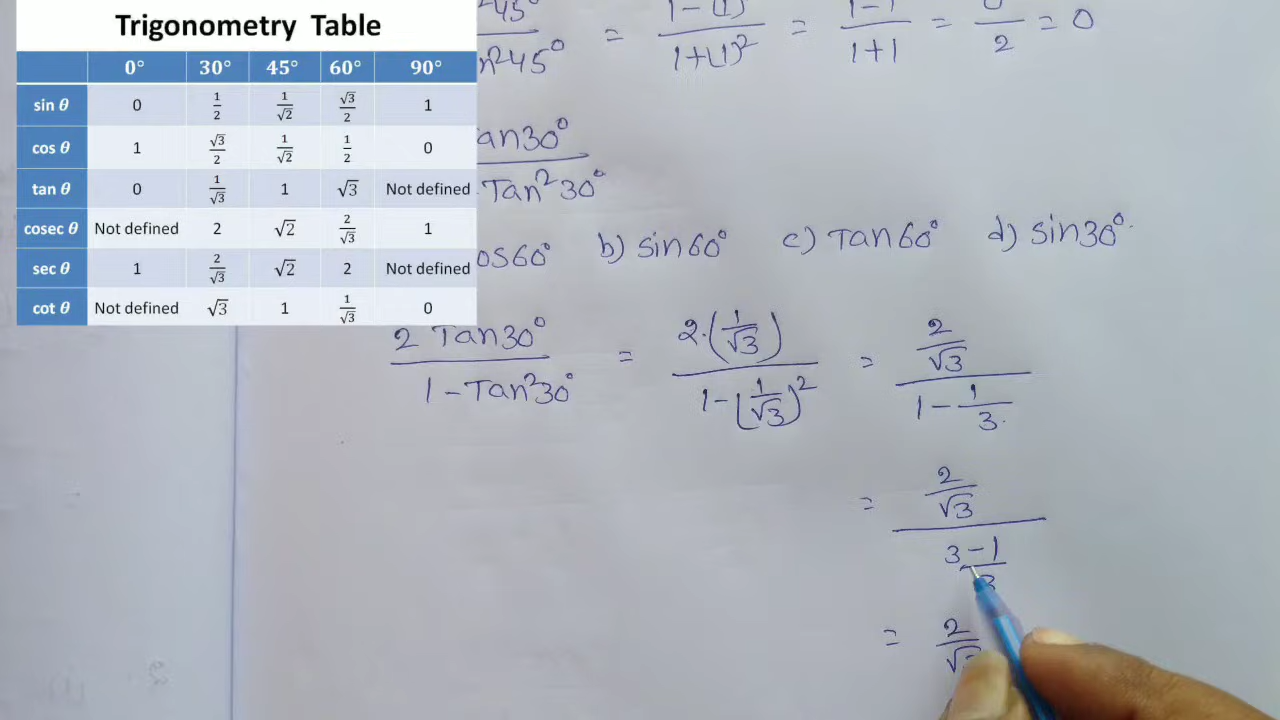 Trigonometry Table
0° 30° 45° 60° 90°
sin θ 0 1/2 1/√2 √3/2 1
cos θ 1 √3/2 1/√2 1/2 0
tan θ 0 1/√3 1 √3 Not defined
cosec θ Not defined 2 √2 2/√3 1
sec θ 1 2/√3 √2 2 Not defined
cot θ Not defined √3 1 1/√3 0
45° / n²45° = 1-(1)² / 1+(1)² = 1-1 / 1+1 = 0/2 = 0
an30° / Tan²30°
os60° b) sin60° c) Tan60° d) sin30°.
2 Tan30° / 1-Tan²30° = 2.(1/√3) / 1-(1/√3)² = 2/√3 / 1-1/3.
= 2/√3 / 3-1/3
= 2/√3